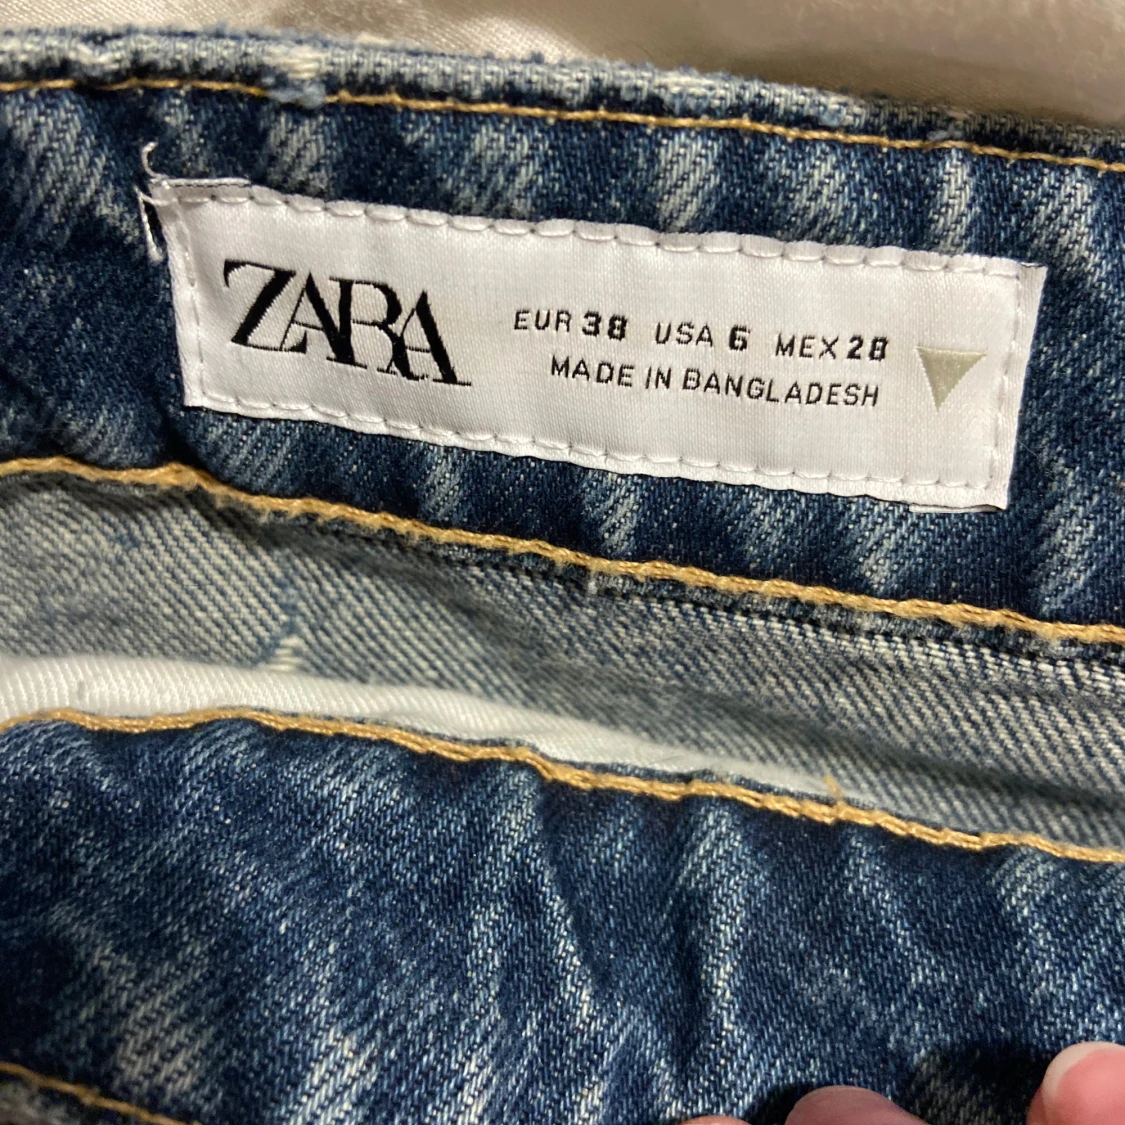 ZARA
EUR 38 USA 6 MEX 28
MADE IN BANGLADESH